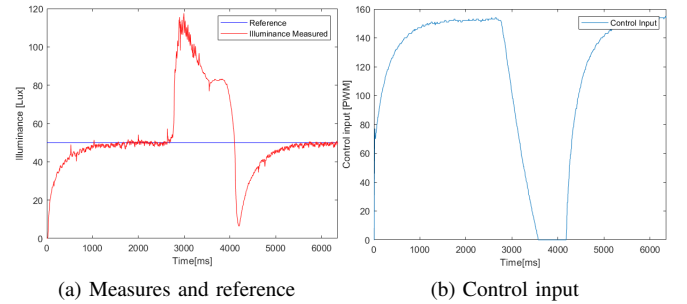 120
100
80
60
40
20
0
Illuminance [Lux]
Reference
Illuminance Measured
0 1000 2000 3000 4000 5000 6000
Time[ms]
(a) Measures and reference
160
140
120
100
80
60
40
20
0
Control input [PWM]
Control Input
0 1000 2000 3000 4000 5000 6000
Time[ms]
(b) Control input